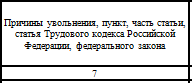 Причины увольнения, пункт, часть статьи,
статья Трудового кодекса Российской
Федерации, федерального закона
7